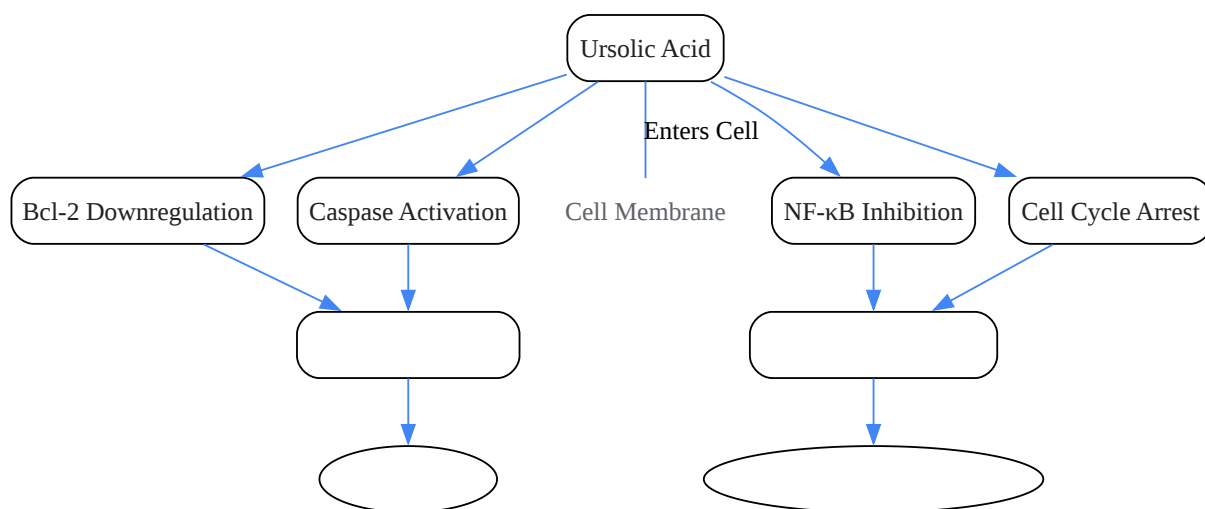 Ursolic Acid
Enters Cell
Bcl-2 Downregulation
Caspase Activation
Cell Membrane
NF-κB Inhibition
Cell Cycle Arrest